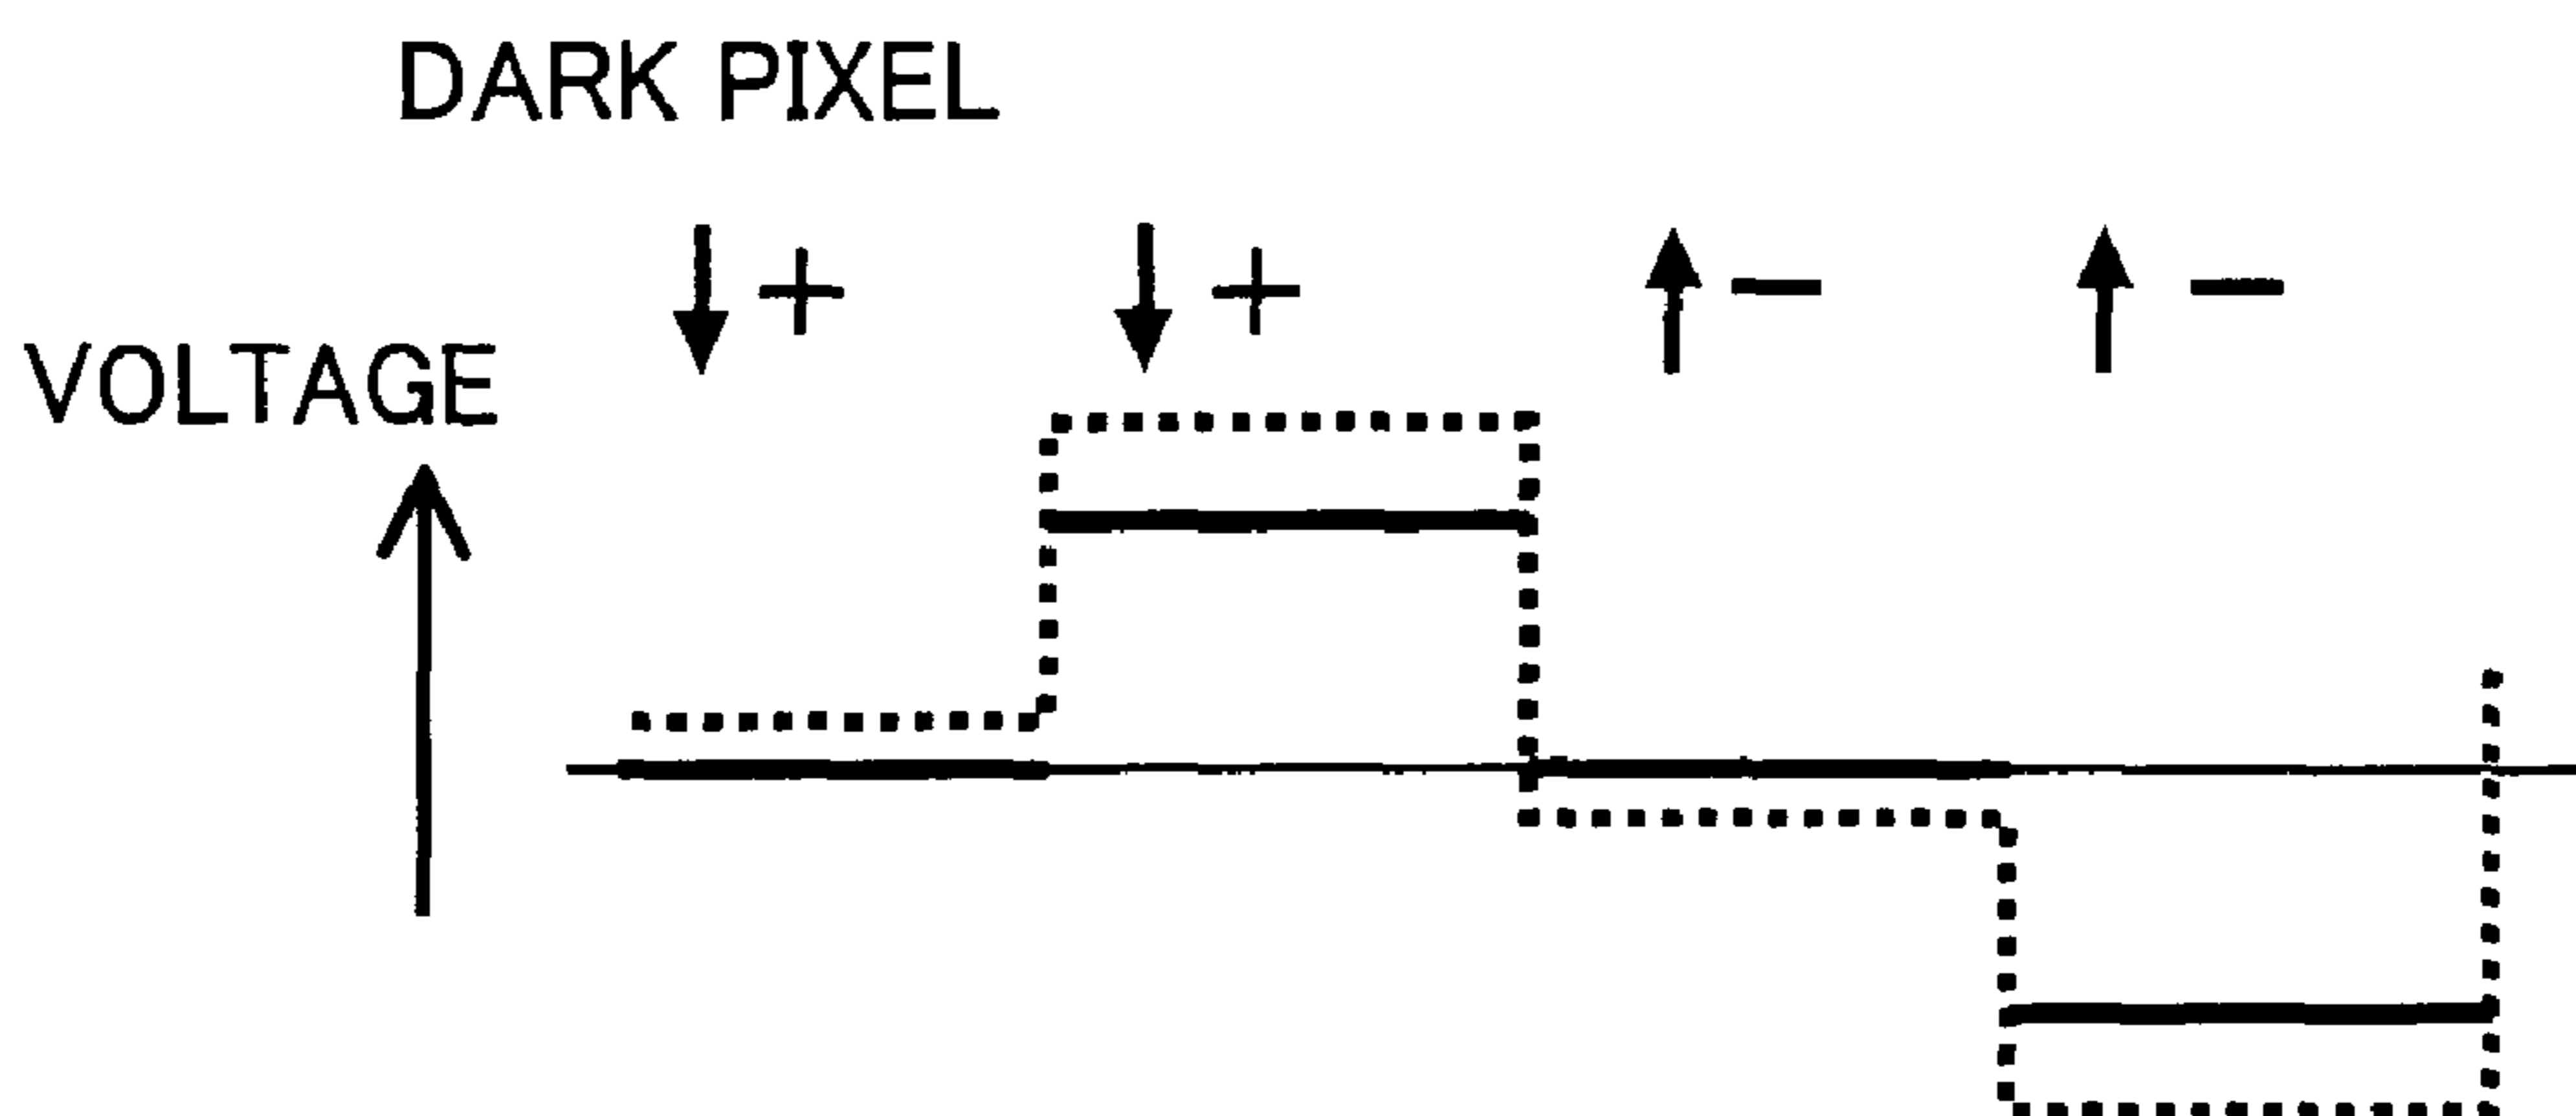 DARK PIXEL
+ + − −
VOLTAGE